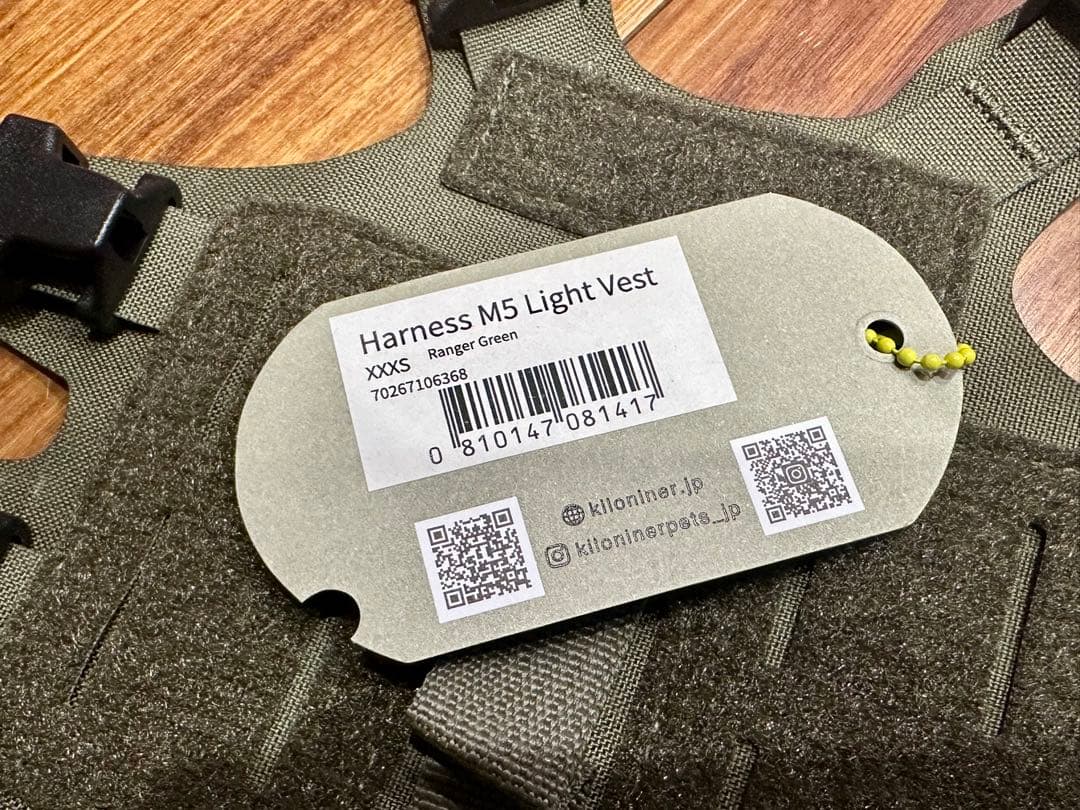 Harness M5 Light Vest
XXXS Ranger Green
70267106368
0 810147 081417
kiloniner.jp
kiloninerpets_jp